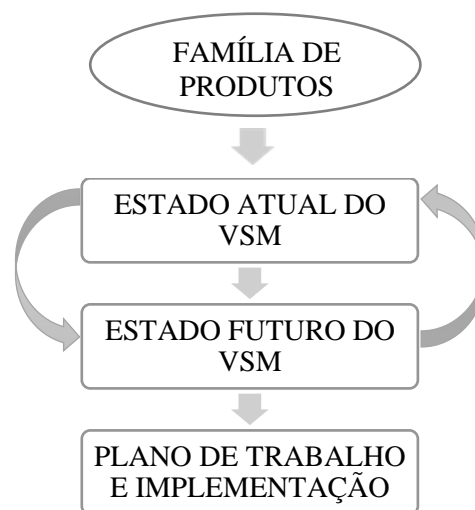 FAMÍLIA DE
PRODUTOS
ESTADO ATUAL DO
VSM
ESTADO FUTURO DO
VSM
PLANO DE TRABALHO
E IMPLEMENTAÇÃO